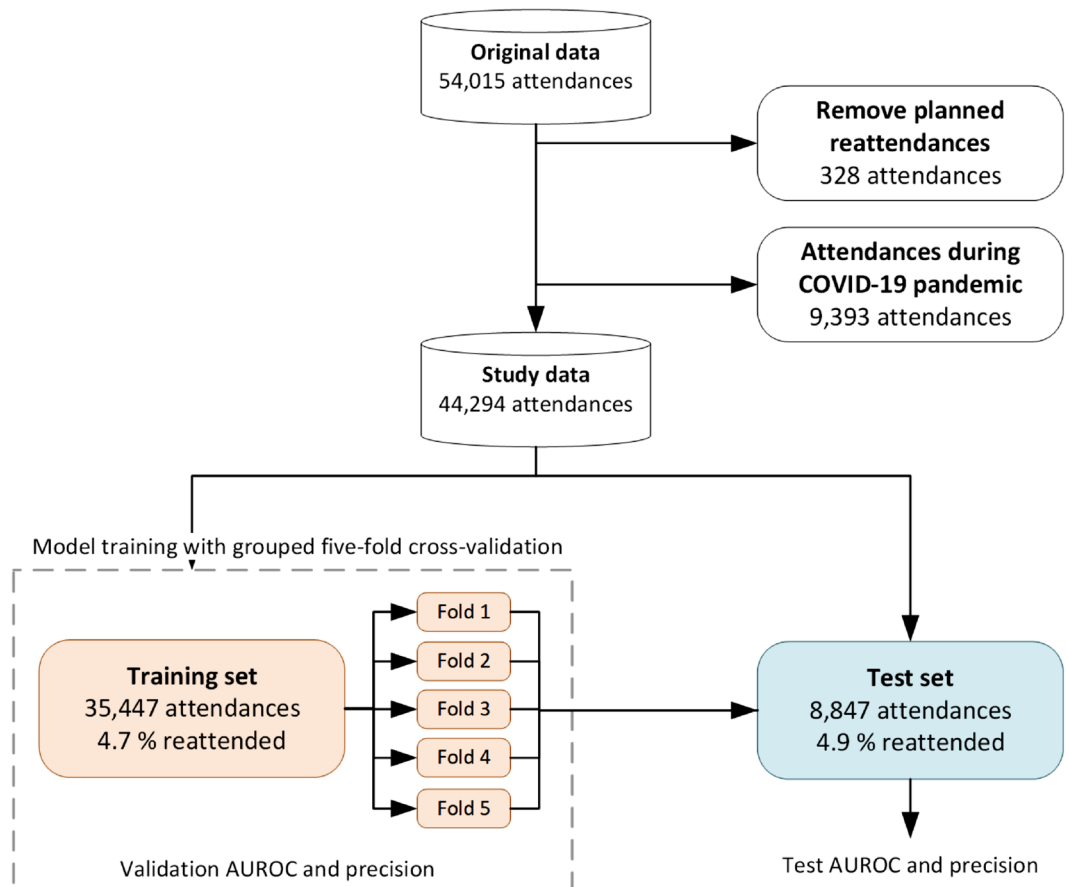 Original data
54,015 attendances
Remove planned
reattendances
328 attendances
Attendances during
COVID-19 pandemic
9,393 attendances
Study data
44,294 attendances
Model training with grouped five-fold cross-validation
Training set
35,447 attendances
4.7 % reattended
Fold 1
Fold 2
Fold 3
Fold 4
Fold 5
Validation AUROC and precision
Test set
8,847 attendances
4.9 % reattended
Test AUROC and precision